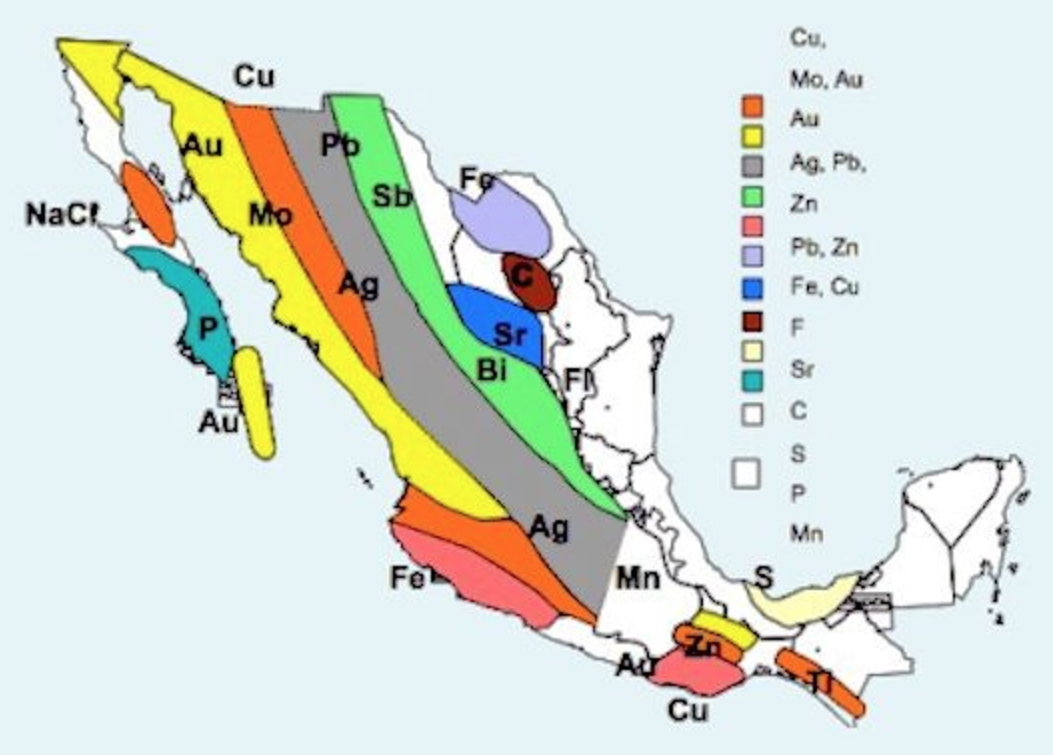 Cu,
Cu
Mo, Au
Au
Au
Pb
Ag, Pb,
Fe
Sb
Zn
NaCl
Mo
Pb, Zn
C
Ag
Fe, Cu
P
Sr
F
Bi
Fl
Sr
Au
C
S
P
Ag
Mn
Fe
Mn
S
Zn
Au
Tl
Cu